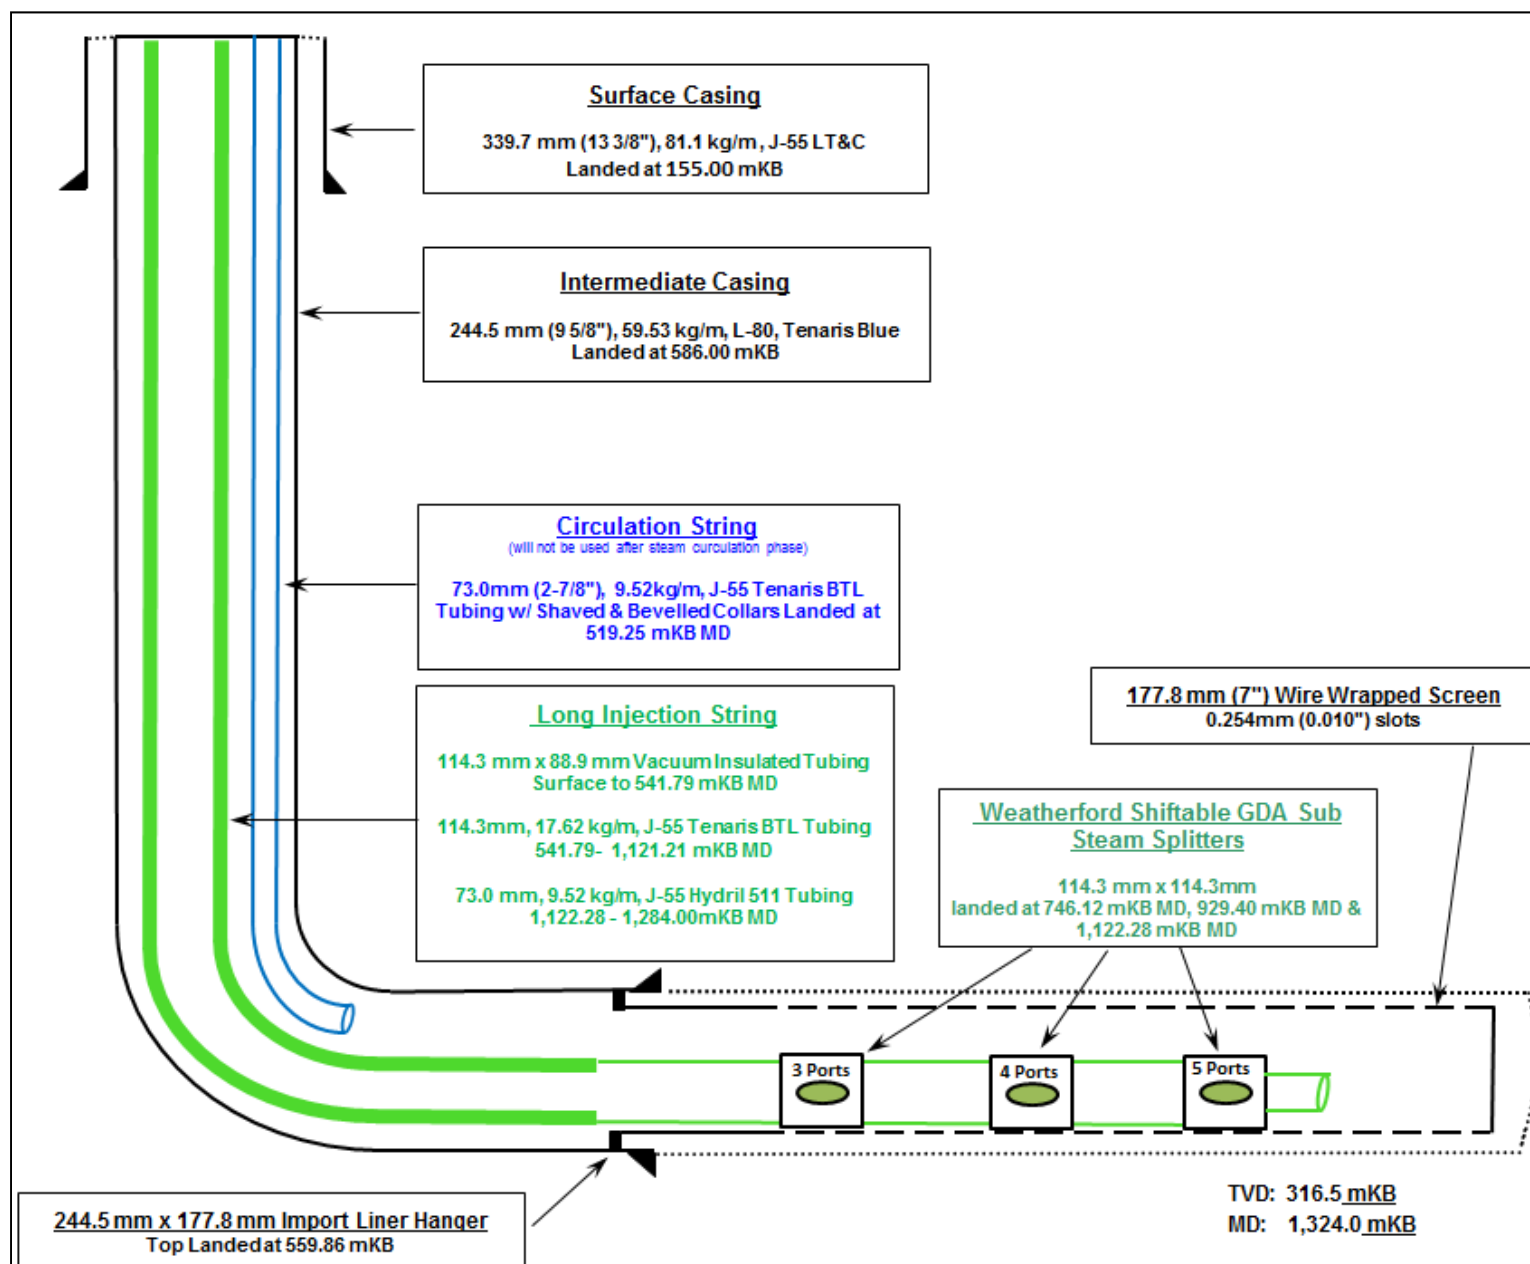 Surface Casing
339.7 mm (13 3/8"), 81.1 kg/m, J-55 LT&C
Landed at 155.00 mKB
Intermediate Casing
244.5 mm (9 5/8"), 59.53 kg/m, L-80, Tenaris Blue
Landed at 586.00 mKB
Circulation String
(will not be used after steam curculation phase)
73.0mm (2-7/8"), 9.52kg/m, J-55 Tenaris BTL
Tubing w/ Shaved & Bevelled Collars Landed at
519.25 mKB MD
Long Injection String
114.3 mm x 88.9 mm Vacuum Insulated Tubing
Surface to 541.79 mKB MD
114.3mm, 17.62 kg/m, J-55 Tenaris BTL Tubing
541.79- 1,121.21 mKB MD
73.0 mm, 9.52 kg/m, J-55 Hydril 511 Tubing
1,122.28 - 1,284.00mKB MD
177.8 mm (7") Wire Wrapped Screen
0.254mm (0.010") slots
Weatherford Shiftable GDA Sub
Steam Splitters
114.3 mm x 114.3mm
landed at 746.12 mKB MD, 929.40 mKB MD &
1,122.28 mKB MD
3 Ports
4 Ports
5 Ports
244.5 mm x 177.8 mm Import Liner Hanger
Top Landed at 559.86 mKB
TVD: 316.5 mKB
MD: 1,324.0 mKB